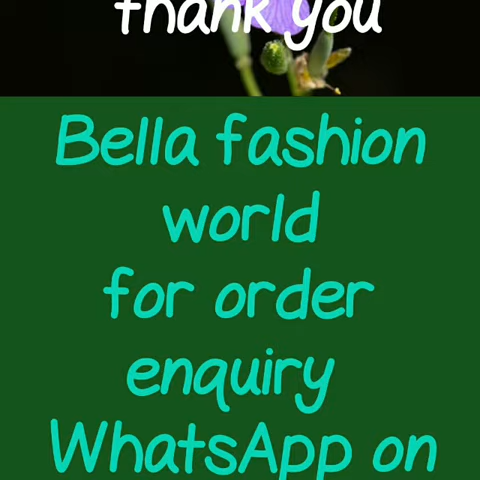 thank you
Bella fashion
world
for order
enquiry
WhatsApp on